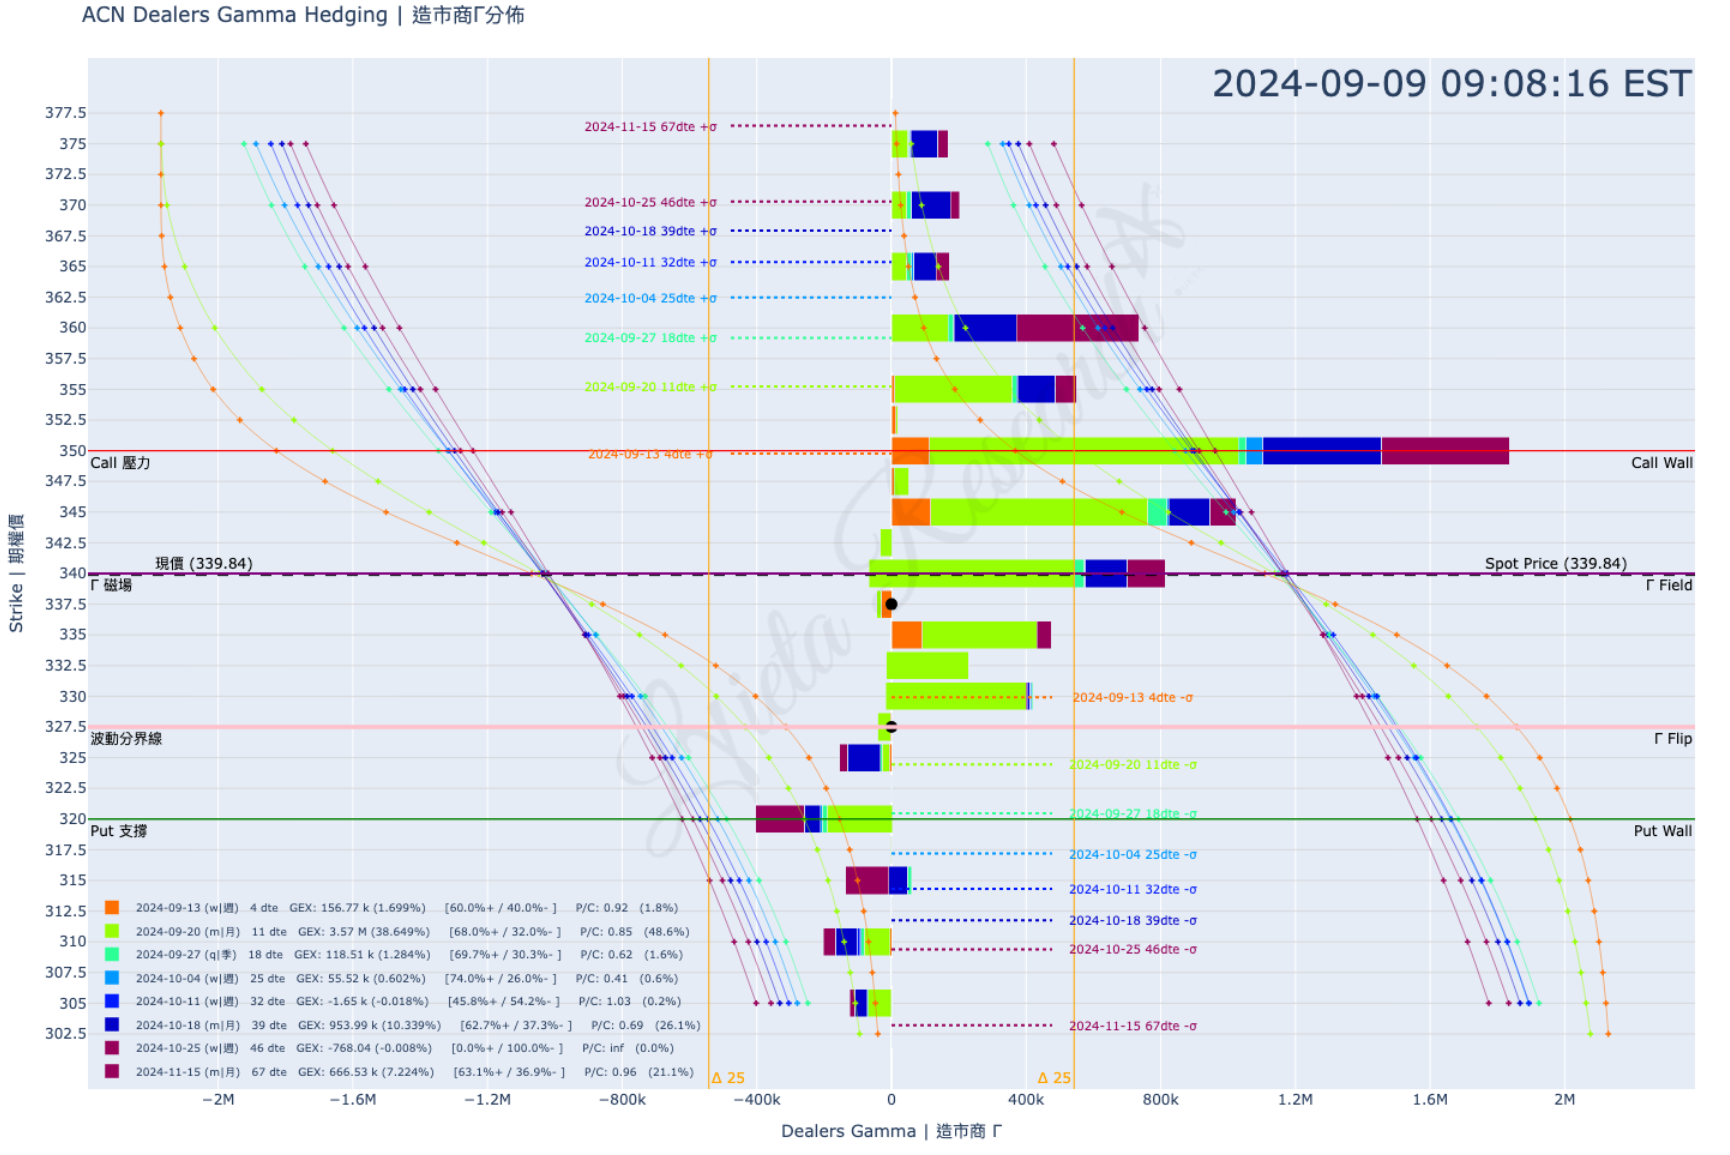 ACN Dealers Gamma Hedging | 造市商Γ分佈
2024-09-09 09:08:16 EST
377.5
375
372.5
370
367.5
365
362.5
360
357.5
355
352.5
350
347.5
345
342.5
340
337.5
335
332.5
330
327.5
325
322.5
320
317.5
315
312.5
310
307.5
305
302.5
Strike | 期權價
2024-11-15 67dte +σ
2024-10-25 46dte +σ
2024-10-18 39dte +σ
2024-10-11 32dte +σ
2024-10-04 25dte +σ
2024-09-27 18dte +σ
2024-09-20 11dte +σ
2024-09-13 4dte +σ
Call 壓力
Call Wall
現價 (339.84)
Spot Price (339.84)
Γ 磁場
Γ Field
2024-09-13 4dte -σ
波動分界線
Γ Flip
2024-09-20 11dte -σ
2024-09-27 18dte -σ
Put 支撐
Put Wall
2024-10-04 25dte -σ
2024-10-11 32dte -σ
2024-10-18 39dte -σ
2024-10-25 46dte -σ
2024-11-15 67dte -σ
2024-09-13 (w|週) 4 dte GEX: 156.77 k (1.699%) [60.0%+ / 40.0%- ] P/C: 0.92 (1.8%)
2024-09-20 (m|月) 11 dte GEX: 3.57 M (38.649%) [68.0%+ / 32.0%- ] P/C: 0.85 (48.6%)
2024-09-27 (q|季) 18 dte GEX: 118.51 k (1.284%) [69.7%+ / 30.3%- ] P/C: 0.62 (1.6%)
2024-10-04 (w|週) 25 dte GEX: 55.52 k (0.602%) [74.0%+ / 26.0%- ] P/C: 0.41 (0.6%)
2024-10-11 (w|週) 32 dte GEX: -1.65 k (-0.018%) [45.8%+ / 54.2%- ] P/C: 1.03 (0.2%)
2024-10-18 (m|月) 39 dte GEX: 953.99 k (10.339%) [62.7%+ / 37.3%- ] P/C: 0.69 (26.1%)
2024-10-25 (w|週) 46 dte GEX: -768.04 (-0.008%) [0.0%+ / 100.0%- ] P/C: inf (0.0%)
2024-11-15 (m|月) 67 dte GEX: 666.53 k (7.224%) [63.1%+ / 36.9%- ] P/C: 0.96 (21.1%)
Δ 25
Δ 25
−2M
−1.6M
−1.2M
−800k
−400k
0
400k
800k
1.2M
1.6M
2M
Dealers Gamma | 造市商 Γ